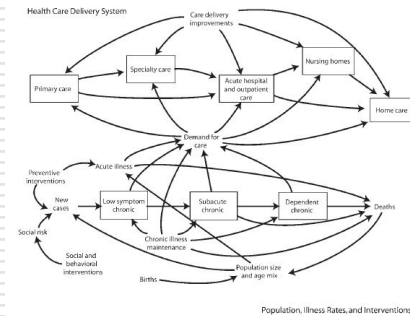 Health Care Delivery System
Care delivery
improvements
Nursing homes
Specialty care
Primary care
Acute hospital
and outpatient
care
Home care
Demand for
care
Acute illness
Preventive
interventions
New
cases
Low symptom
chronic
Subacute
chronic
Dependent
chronic
Deaths
Social risk
Chronic illness
maintenance
Social and
behavioral
interventions
Population size
and age mix
Births
Population, Illness Rates, and Interventions